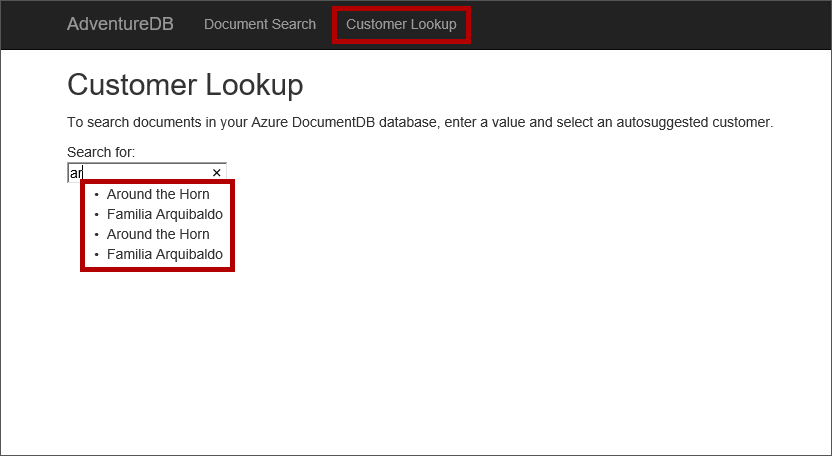 AdventureDB Document Search Customer Lookup
Customer Lookup
To search documents in your Azure DocumentDB database, enter a value and select an autosuggested customer.
Search for:
ar ×
• Around the Horn
• Familia Arquibaldo
• Around the Horn
• Familia Arquibaldo